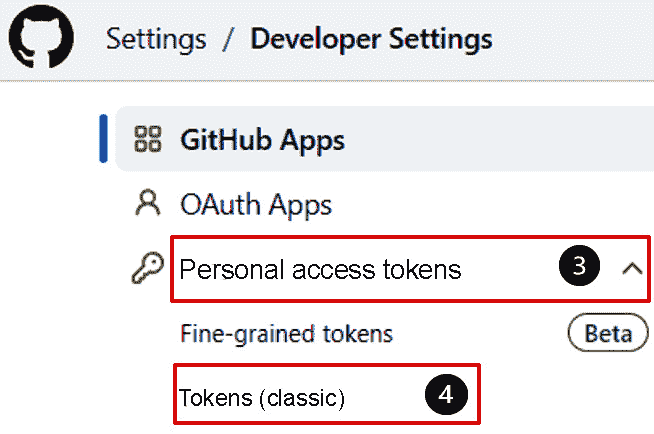 Settings / Developer Settings
GitHub Apps
OAuth Apps
Personal access tokens 3
Fine-grained tokens Beta
Tokens (classic) 4